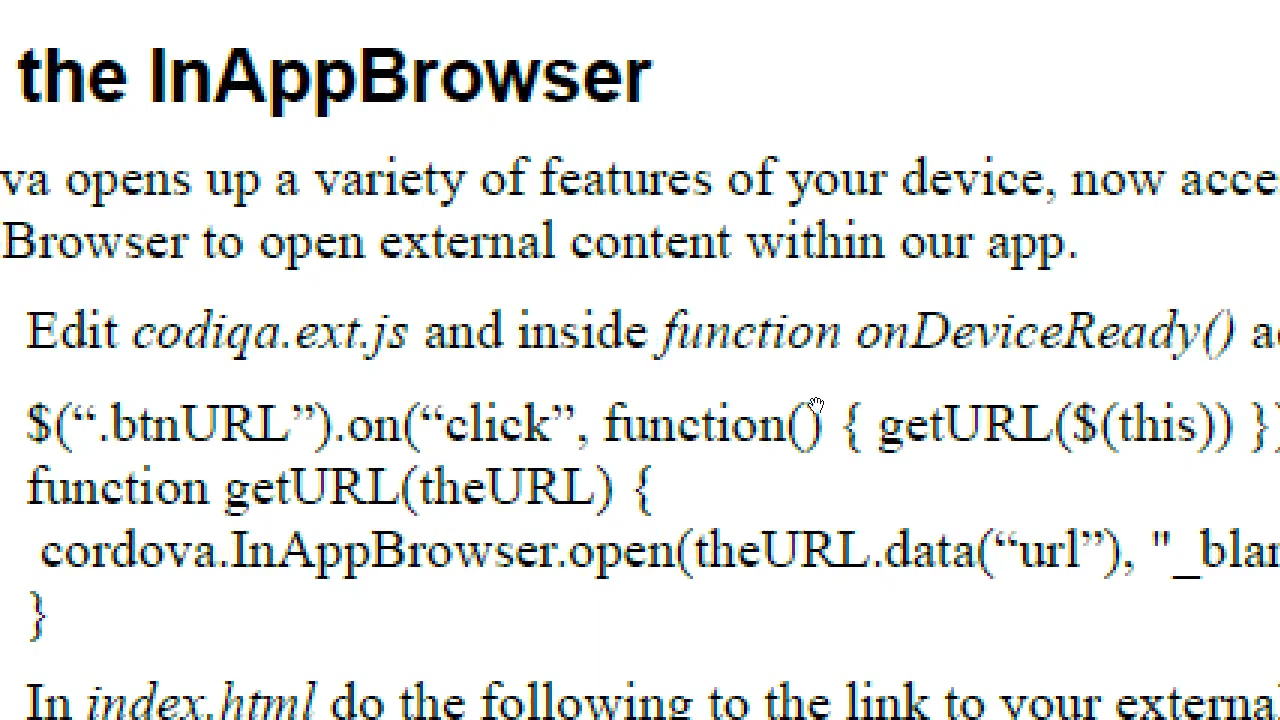 the InAppBrowser
va opens up a variety of features of your device, now acce
Browser to open external content within our app.
Edit codiqa.ext.js and inside function onDeviceReady() a
$(“.btnURL”).on(“click”, function() { getURL($(this)) })
function getURL(theURL) {
cordova.InAppBrowser.open(theURL.data(“url”), "_blan
}
In index.html do the following to the link to your external